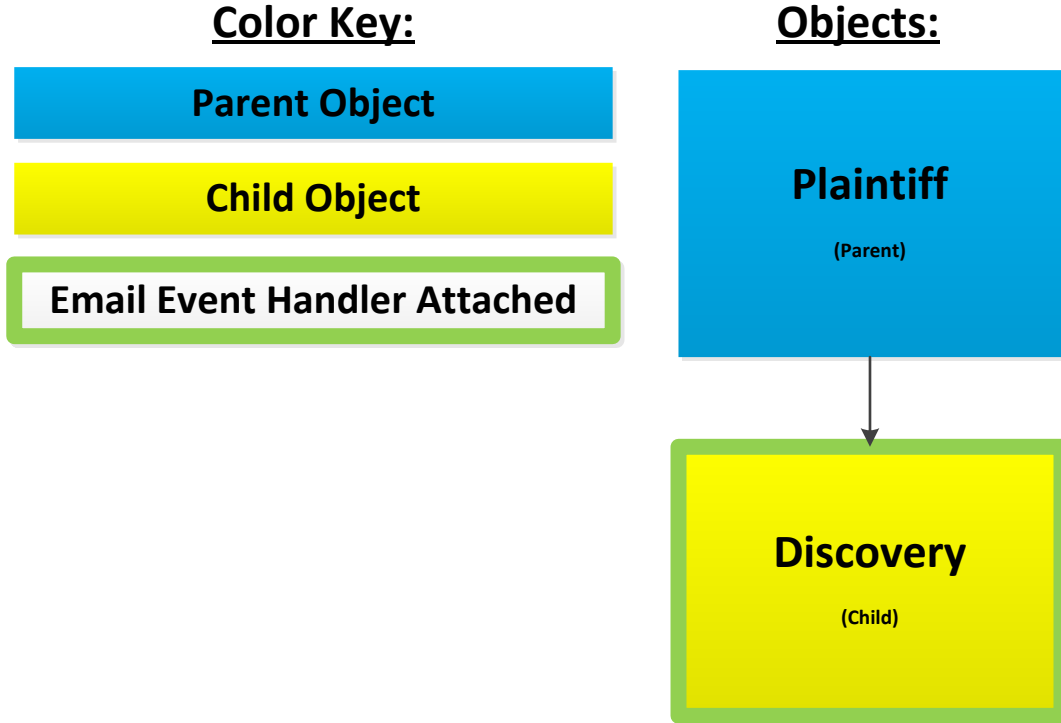 Color Key:
Parent Object
Child Object
Email Event Handler Attached
Objects:
Plaintiff
(Parent)
Discovery
(Child)